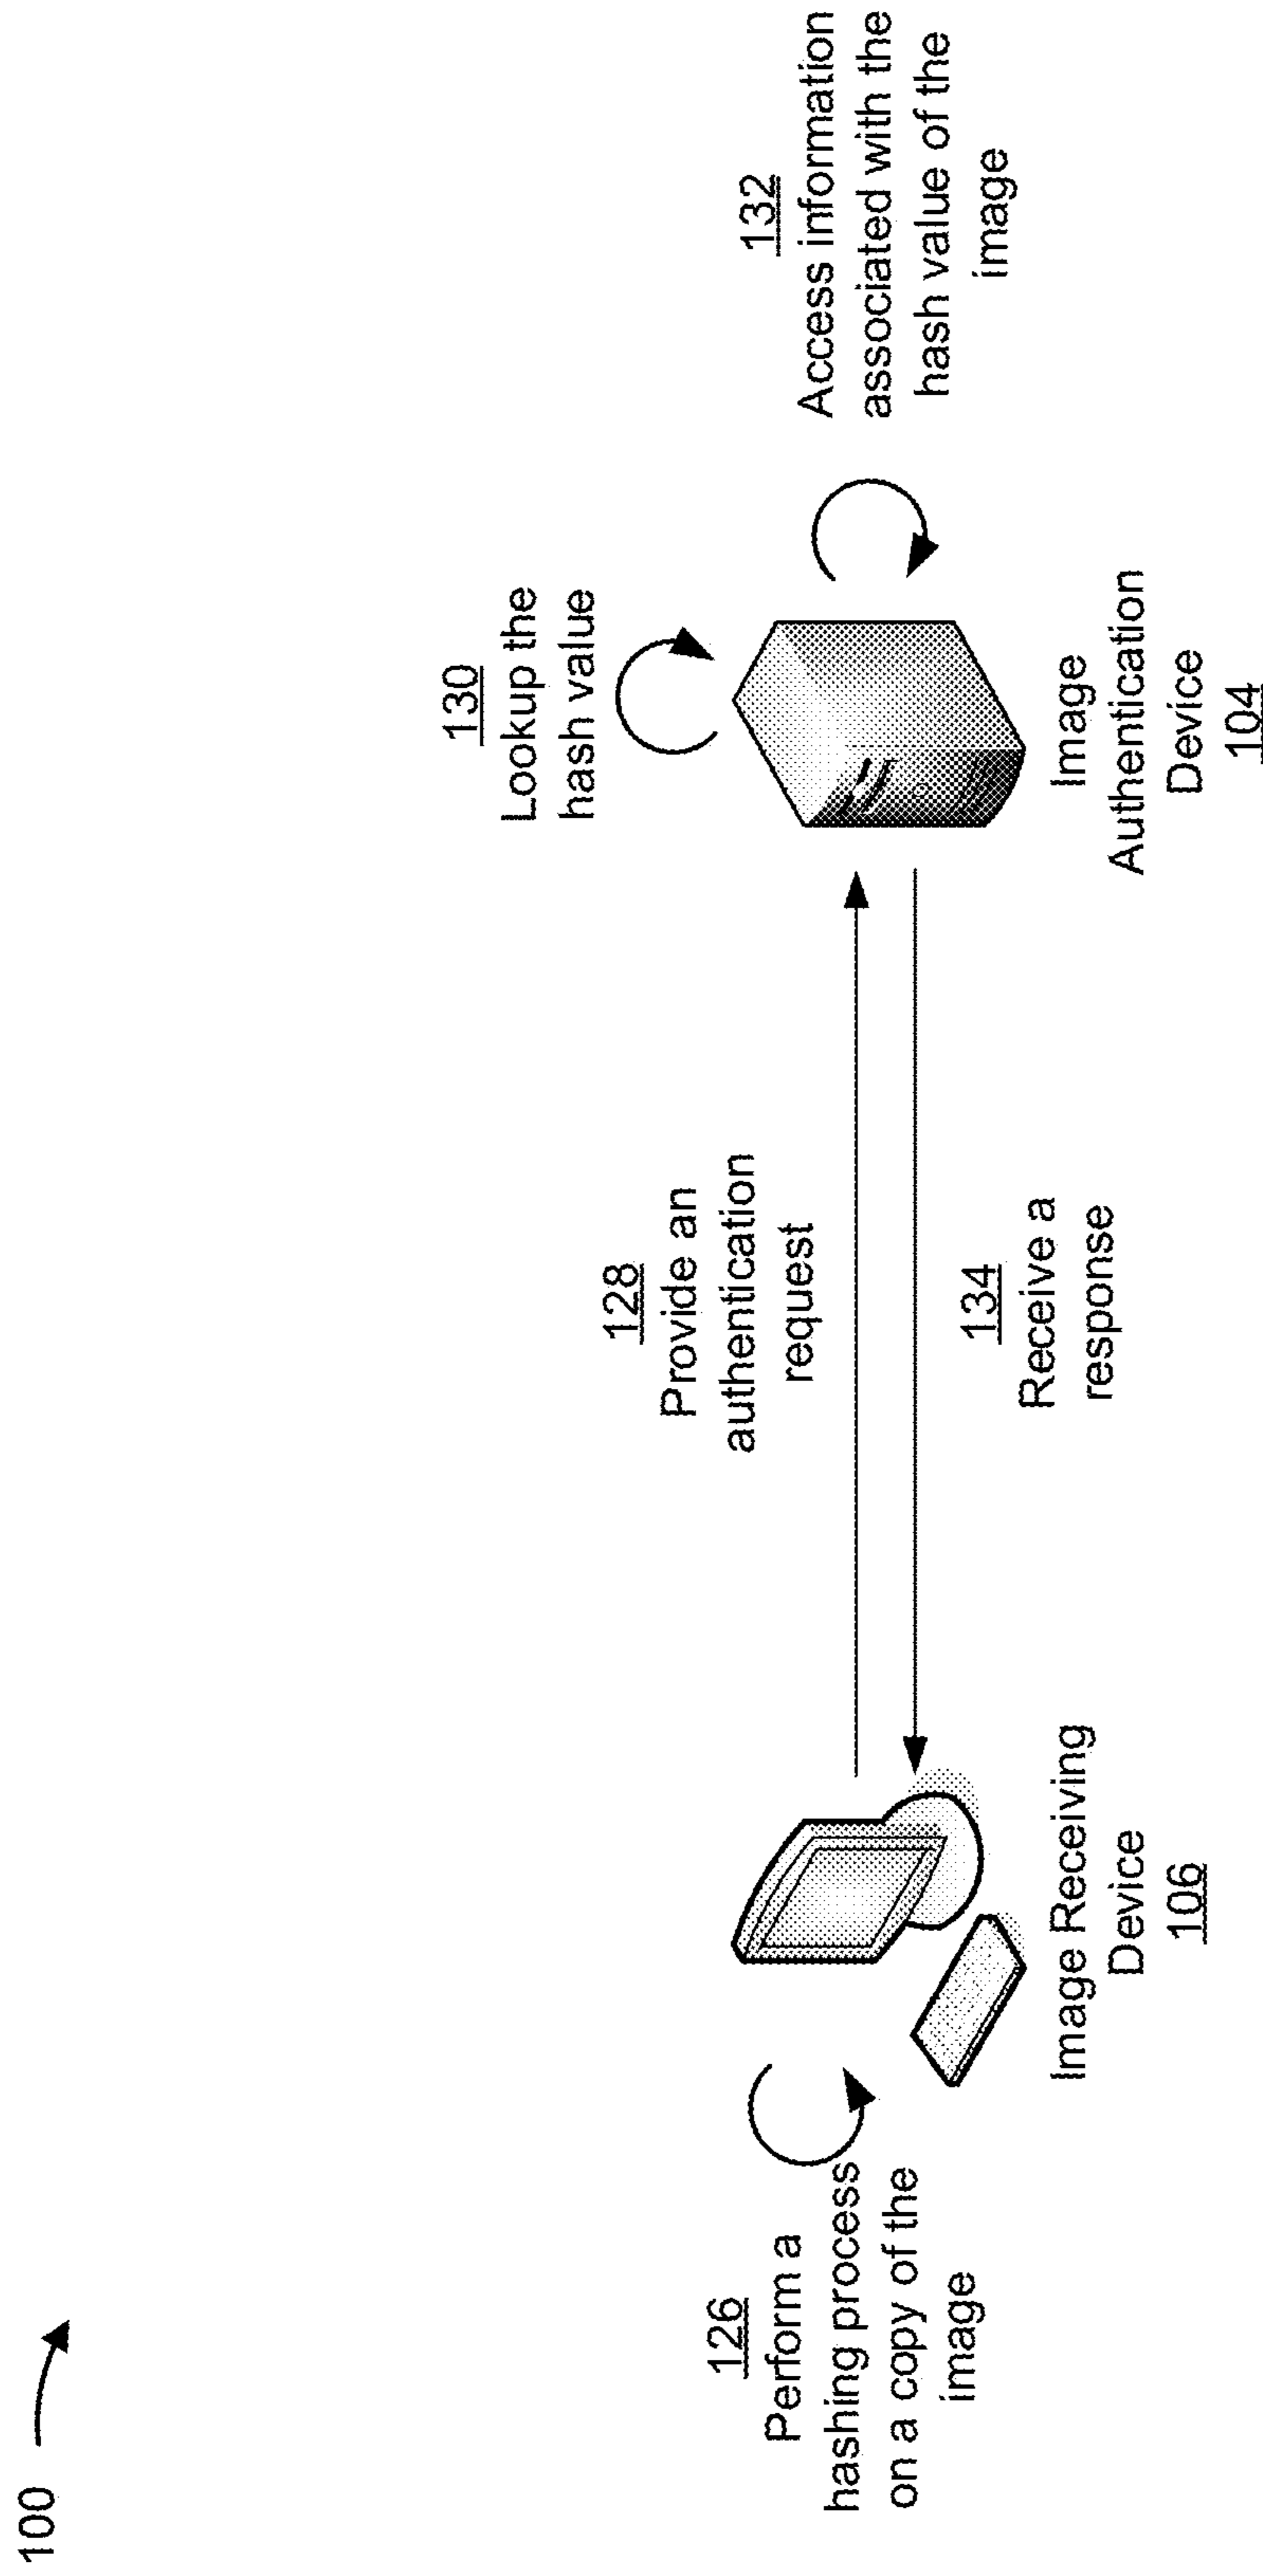 100
126
Perform a
hashing process
on a copy of the
image
Image Receiving
Device
106
128
Provide an
authentication
request
134
Receive a
response
130
Lookup the
hash value
Image
Authentication
Device
104
132
Access information
associated with the
hash value of the
image